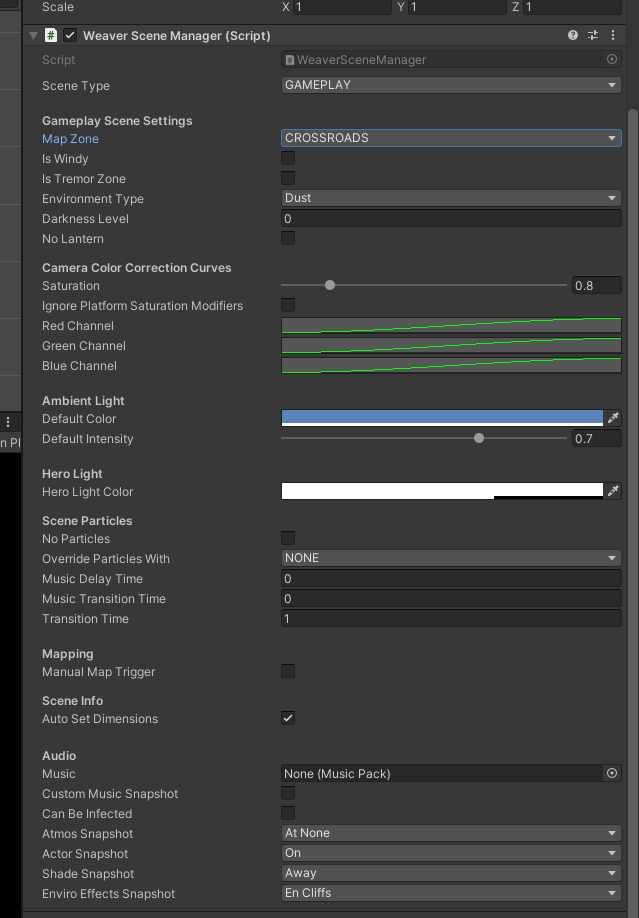 Scale X 1 Y 1 Z 1
# Weaver Scene Manager (Script)
Script WeaverSceneManager
Scene Type GAMEPLAY
Gameplay Scene Settings
Map Zone CROSSROADS
Is Windy
Is Tremor Zone
Environment Type Dust
Darkness Level 0
No Lantern
Camera Color Correction Curves
Saturation 0.8
Ignore Platform Saturation Modifiers
Red Channel
Green Channel
Blue Channel
Ambient Light
Default Color
n Pl
Default Intensity 0.7
Hero Light
Hero Light Color
Scene Particles
No Particles
Override Particles With NONE
Music Delay Time 0
Music Transition Time 0
Transition Time 1
Mapping
Manual Map Trigger
Scene Info
Auto Set Dimensions
Audio
Music None (Music Pack)
Custom Music Snapshot
Can Be Infected
Atmos Snapshot At None
Actor Snapshot On
Shade Snapshot Away
Enviro Effects Snapshot En Cliffs